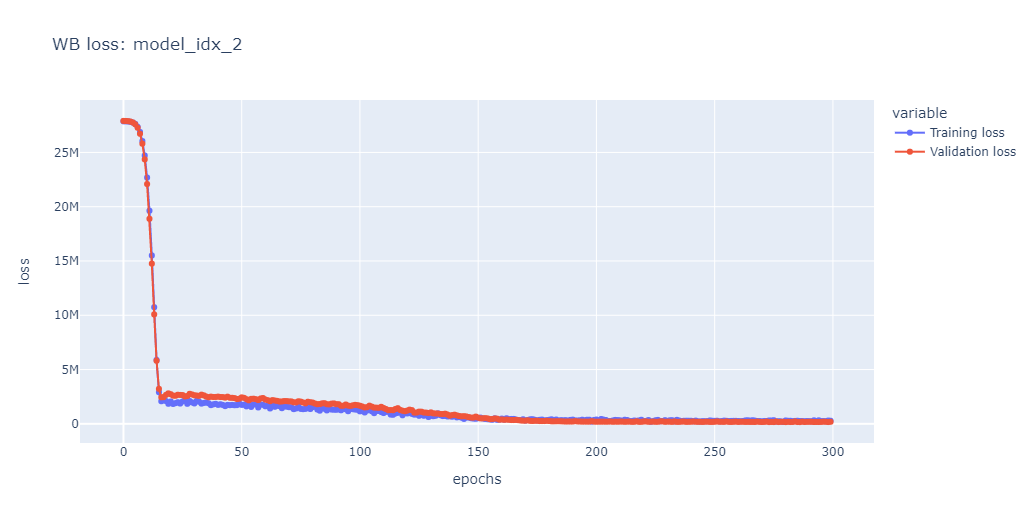 WB loss: model_idx_2
variable
Training loss
Validation loss
25M
20M
15M
10M
5M
0
loss
0
50
100
150
200
250
300
epochs